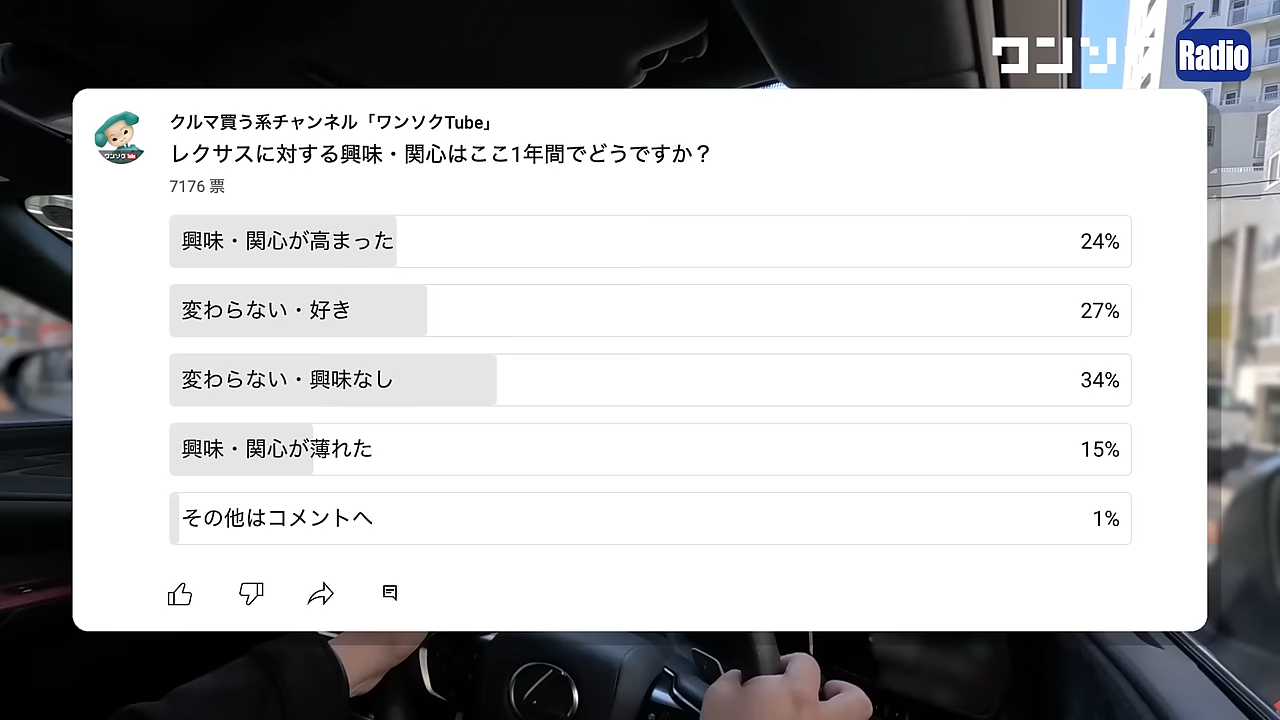 ワンソク
Radio
クルマ買う系チャンネル「ワンソクTube」
レクサスに対する興味・関心はここ1年間でどうですか？
7176 票
興味・関心が高まった 24%
変わらない・好き 27%
変わらない・興味なし 34%
興味・関心が薄れた 15%
その他はコメントへ 1%